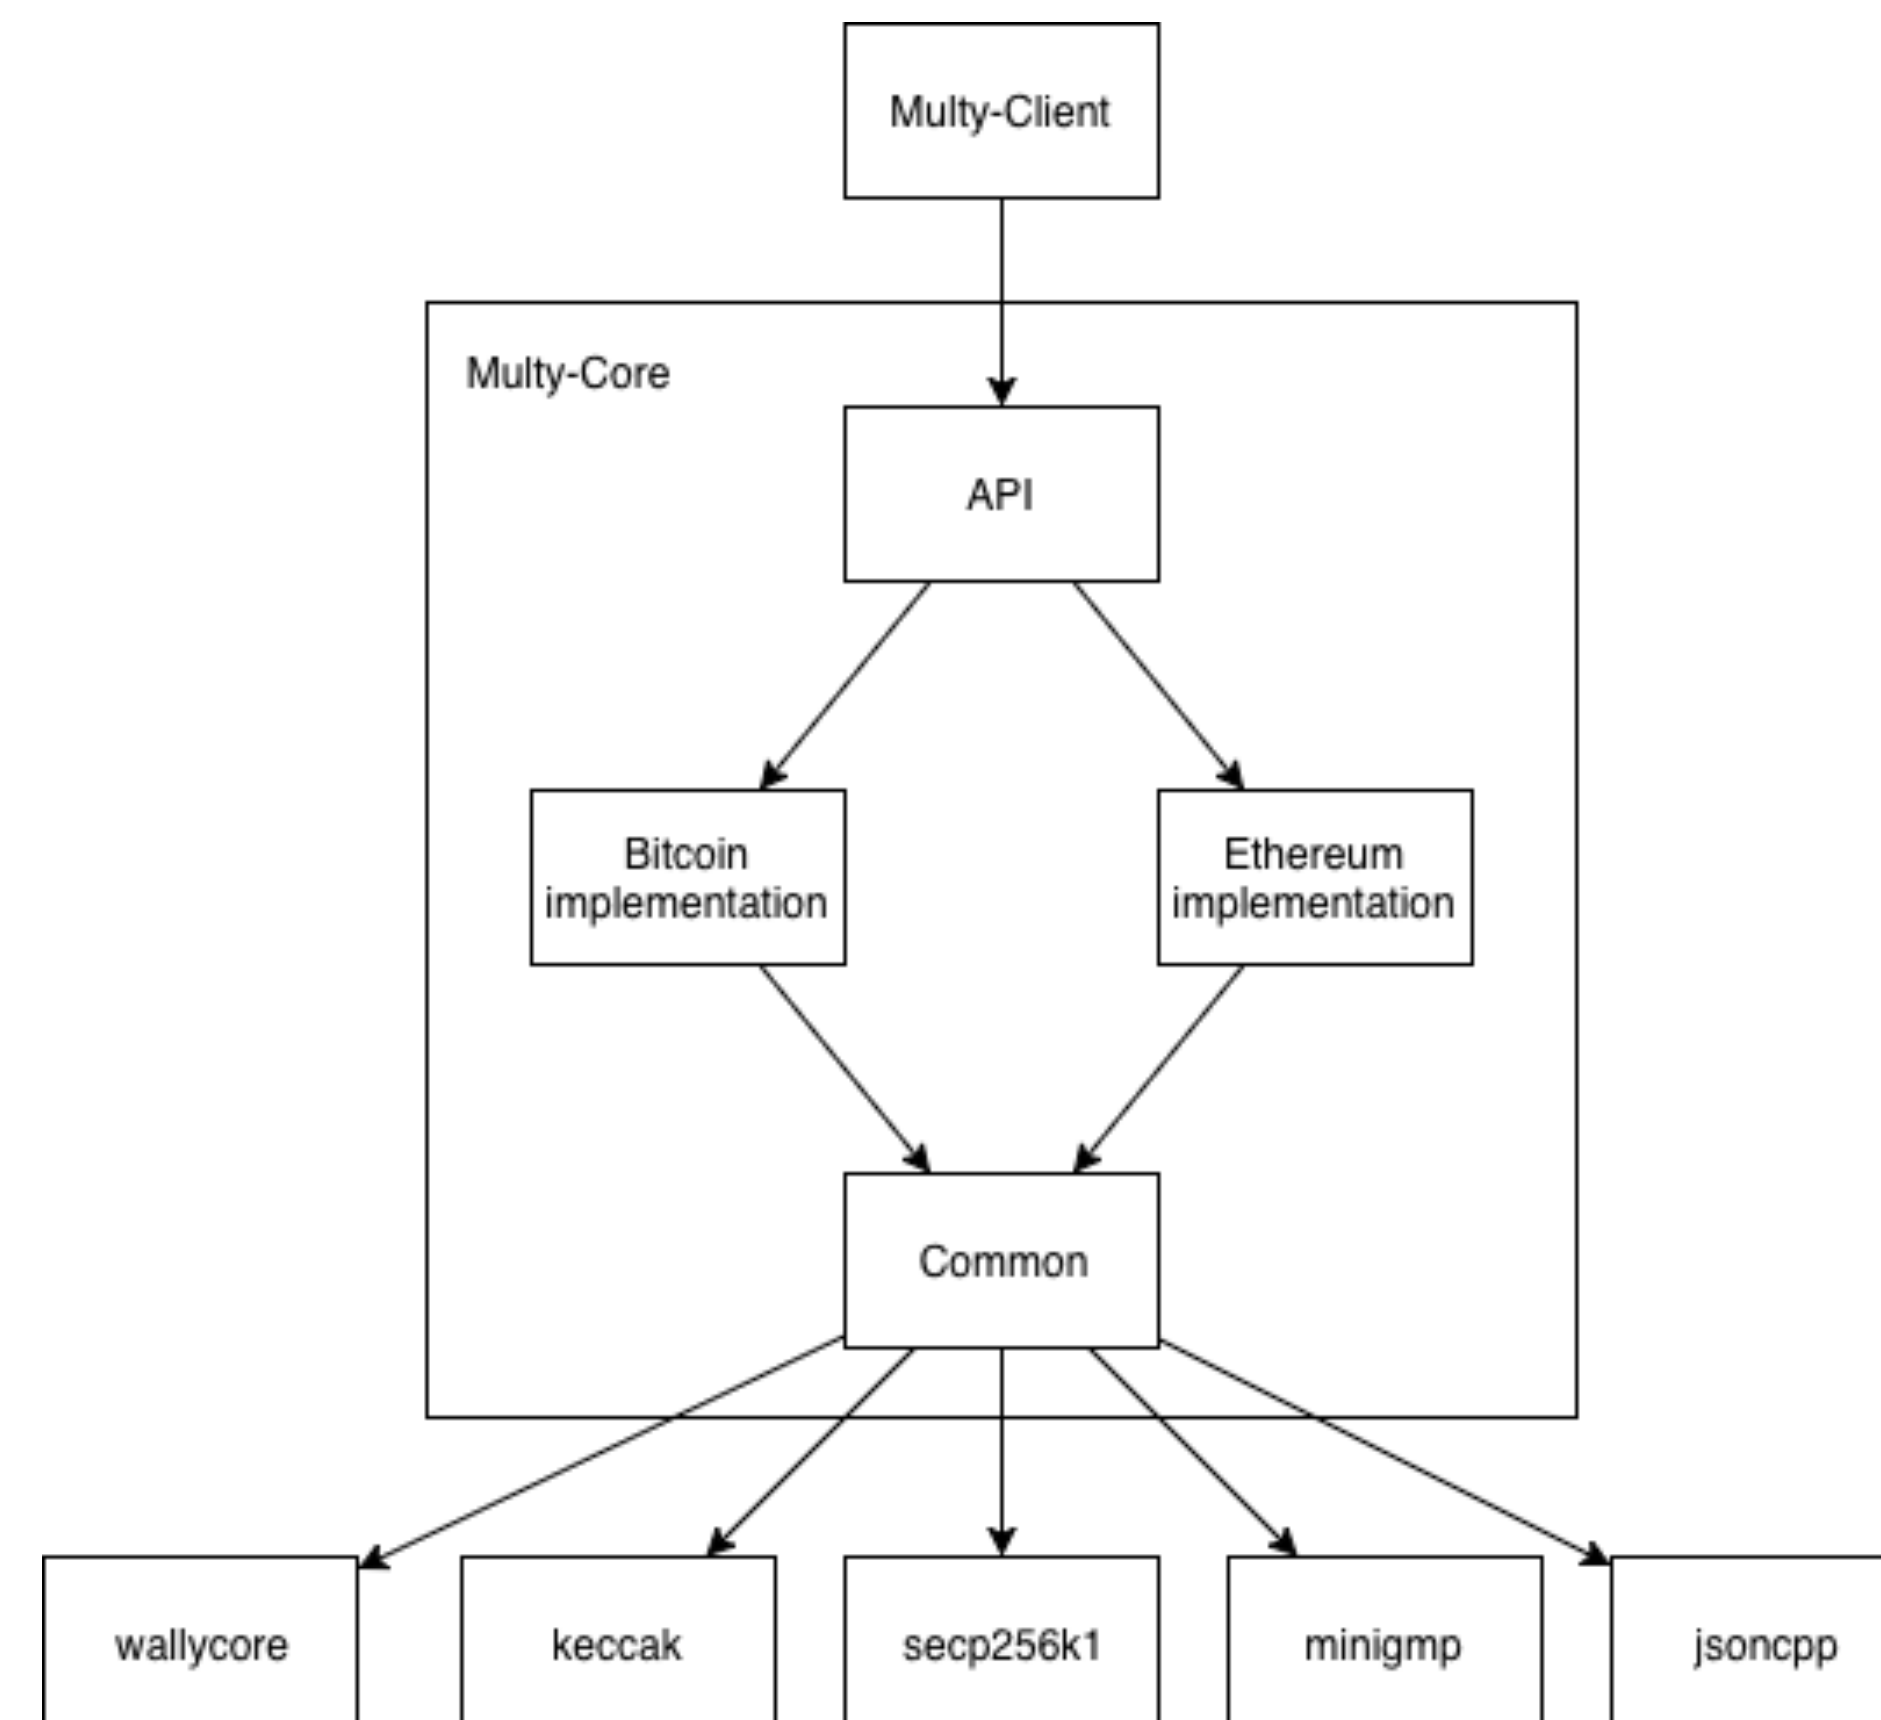 Multy-Client
Multy-Core
API
Bitcoin
implementation
Ethereum
implementation
Common
wallycore
keccak
secp256k1
minigmp
jsoncpp